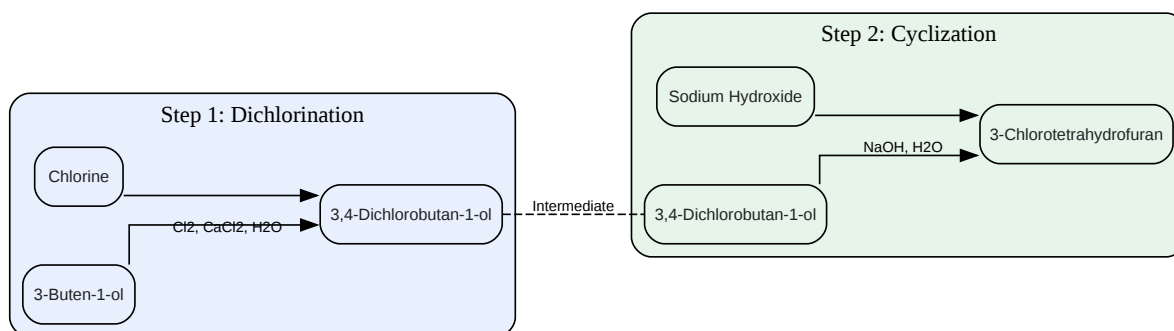 Step 1: Dichlorination
Chlorine
Cl2, CaCl2, H2O
3-Buten-1-ol
3,4-Dichlorobutan-1-ol
Intermediate
Step 2: Cyclization
Sodium Hydroxide
NaOH, H2O
3,4-Dichlorobutan-1-ol
3-Chlorotetrahydrofuran